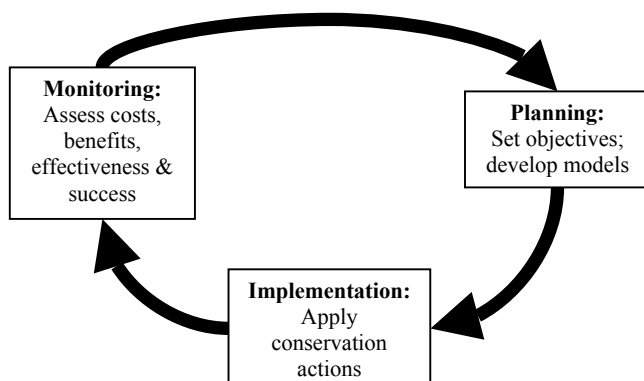 Monitoring:
Assess costs,
benefits,
effectiveness &
success
Planning:
Set objectives;
develop models
Implementation:
Apply
conservation
actions